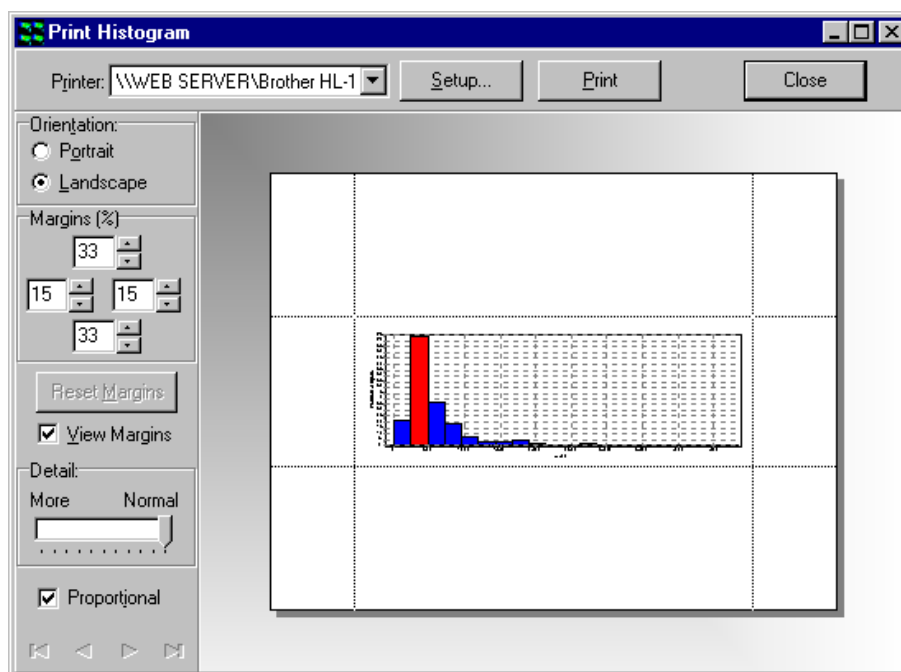 Print Histogram
Printer: \\WEB SERVER\Brother HL-1 Setup... Print Close
Orientation:
Portrait
Landscape
Margins (%)
33
15 15
33
Reset Margins
View Margins
Detail:
More Normal
Proportional